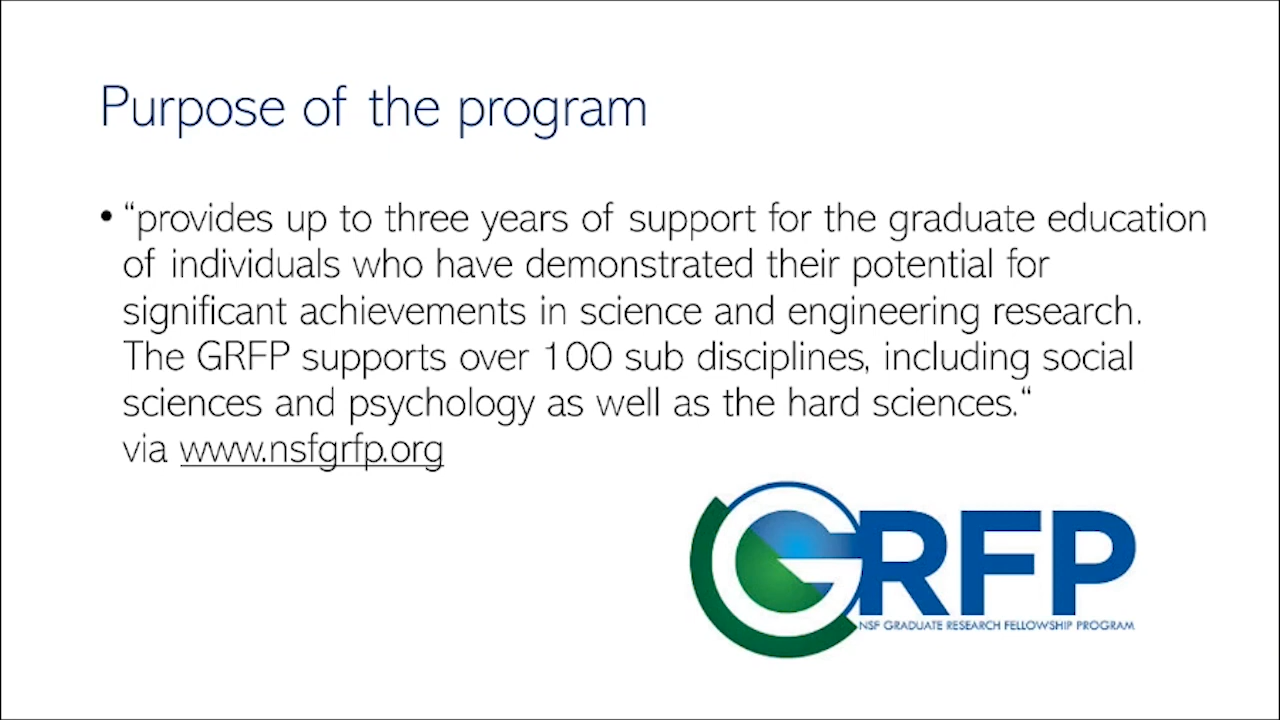 Purpose of the program
• “provides up to three years of support for the graduate education
of individuals who have demonstrated their potential for
significant achievements in science and engineering research.
The GRFP supports over 100 sub disciplines, including social
sciences and psychology as well as the hard sciences.“
via www.nsfgrfp.org
GRFP
NSF GRADUATE RESEARCH FELLOWSHIP PROGRAM